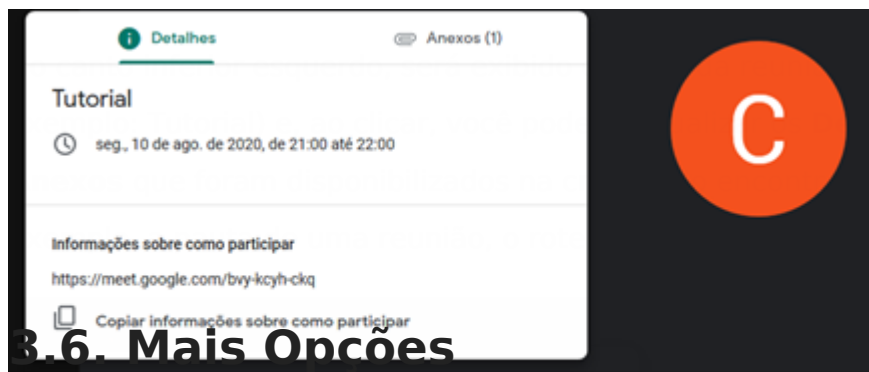 Detalhes
Anexos (1)
Tutorial
seg., 10 de ago. de 2020, de 21:00 até 22:00
C
Informações sobre como participar
https://meet.google.com/bvy-kcyh-ckq
Copiar informações sobre como participar
3.6. Mais Opções